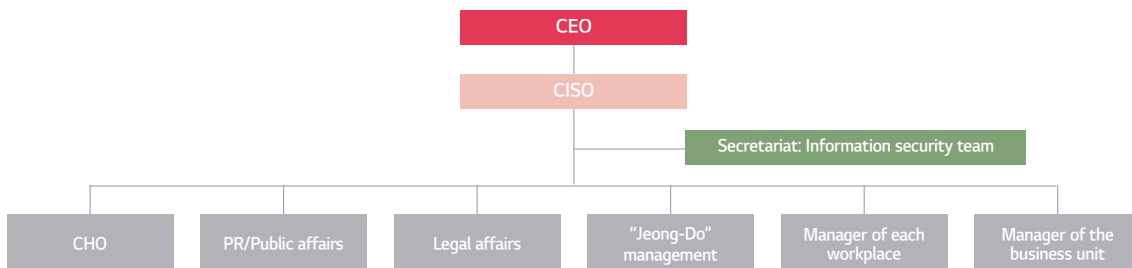 CEO
CISO
Secretariat: Information security team
CHO
PR/Public affairs
Legal affairs
“Jeong-Do”
management
Manager of each
workplace
Manager of the
business unit